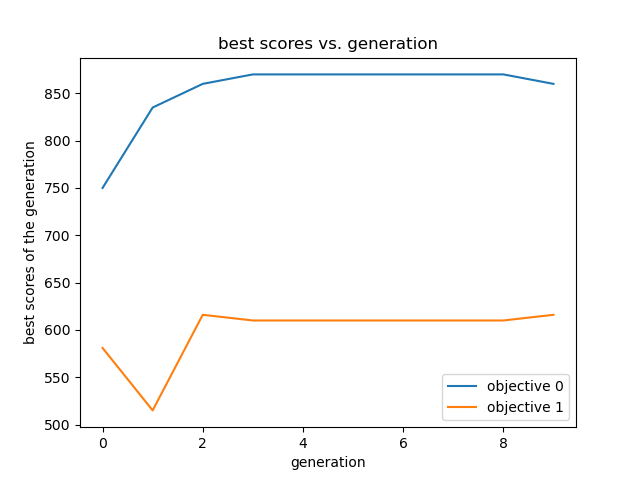 best scores vs. generation
best scores of the generation
850
800
750
700
650
600
550
500
0
2
4
6
8
generation
objective 0
objective 1